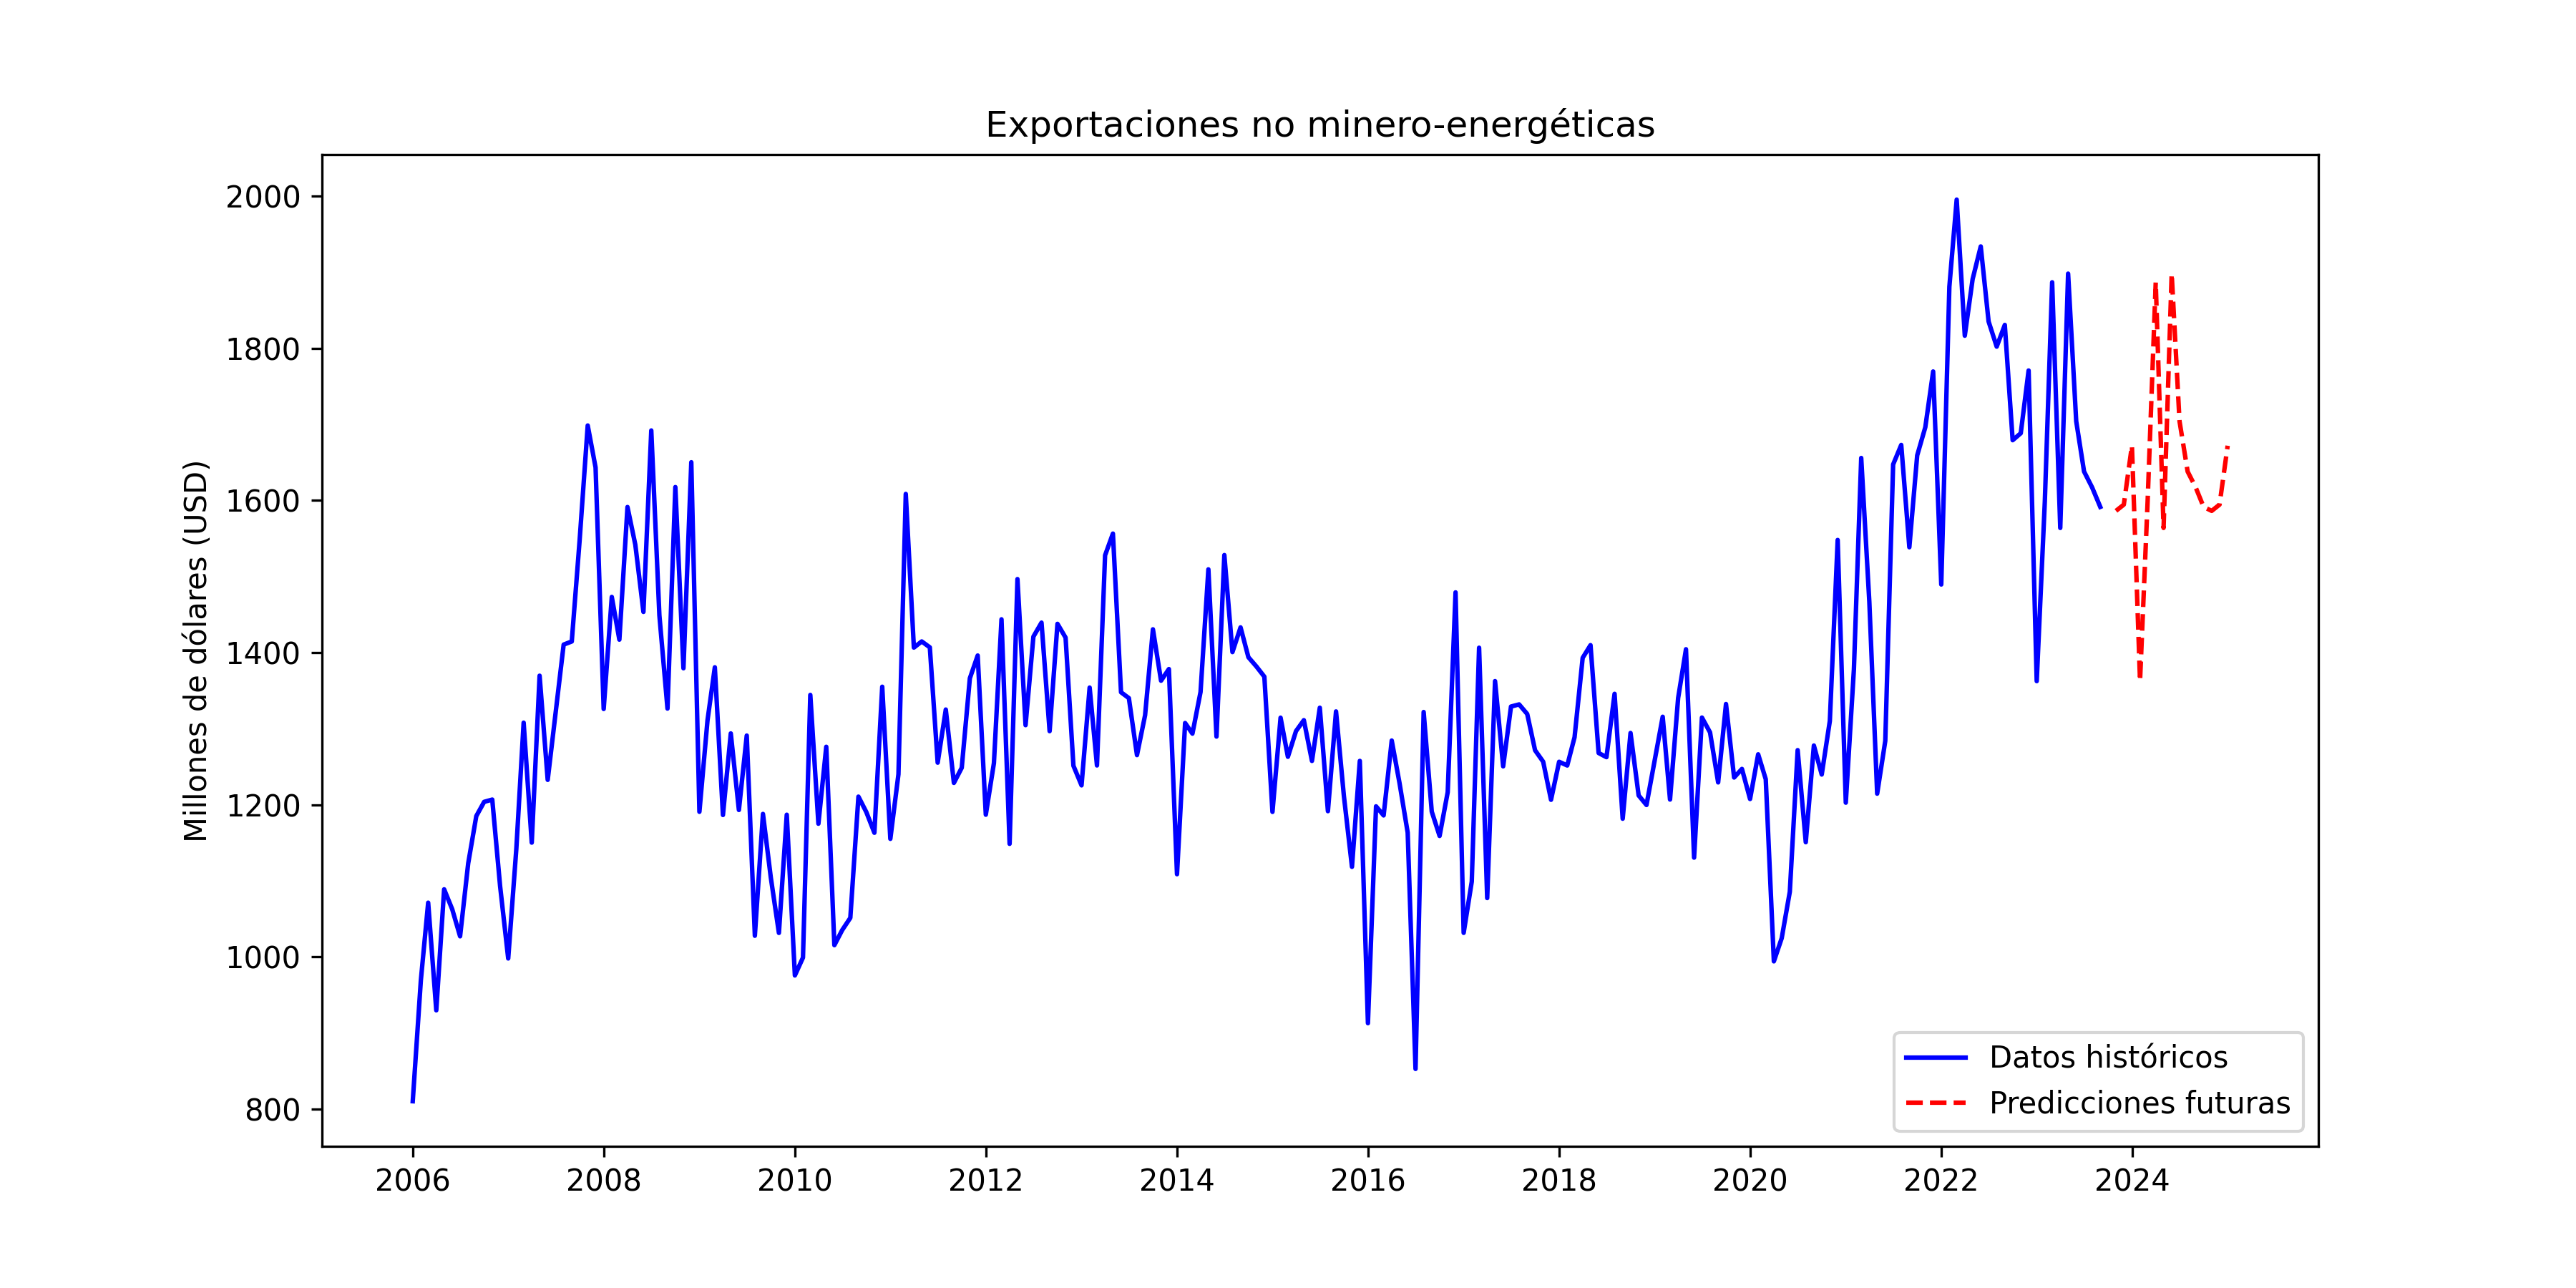 Exportaciones no minero-energéticas
Millones de dólares (USD)
2000
1800
1600
1400
1200
1000
800
2006 2008 2010 2012 2014 2016 2018 2020 2022 2024
Datos históricos
Predicciones futuras